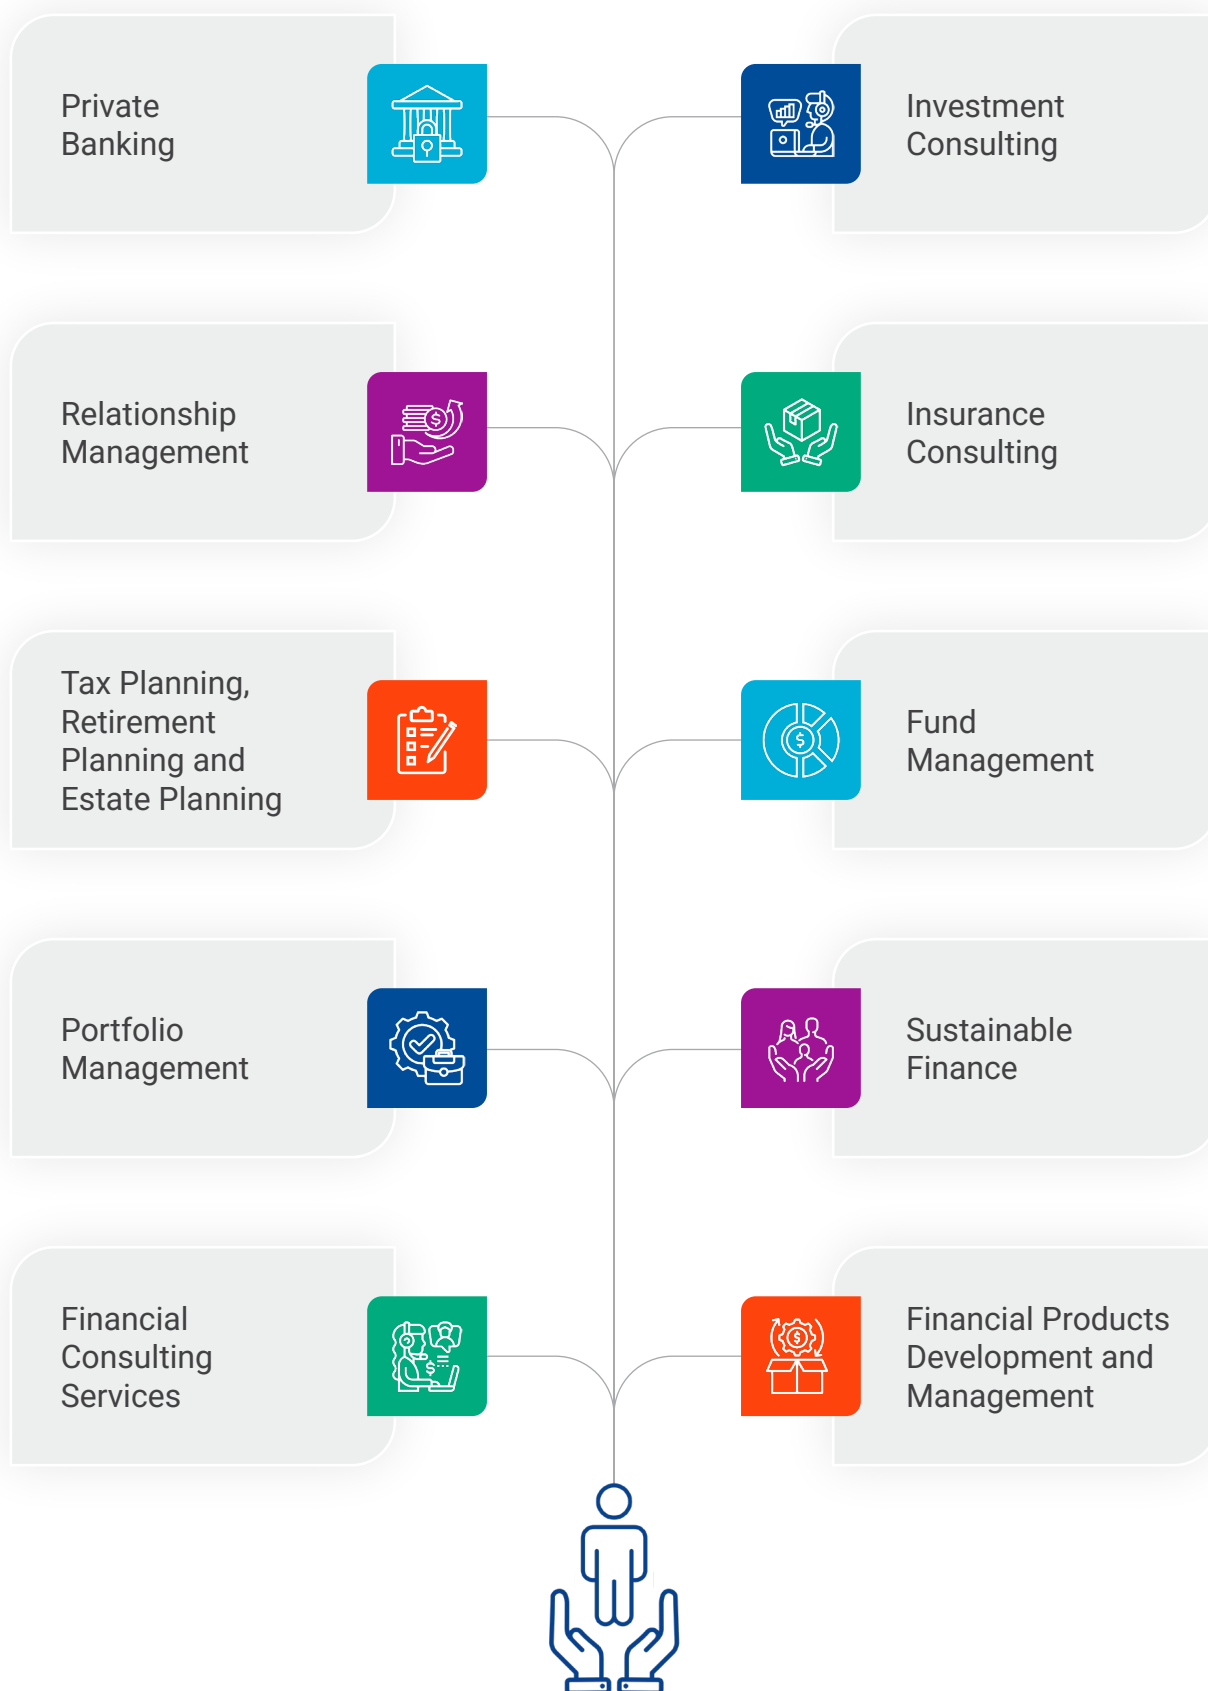 Private
Banking
Investment
Consulting
Relationship
Management
Insurance
Consulting
Tax Planning,
Retirement
Planning and
Estate Planning
Fund
Management
Portfolio
Management
Sustainable
Finance
Financial
Consulting
Services
Financial Products
Development and
Management